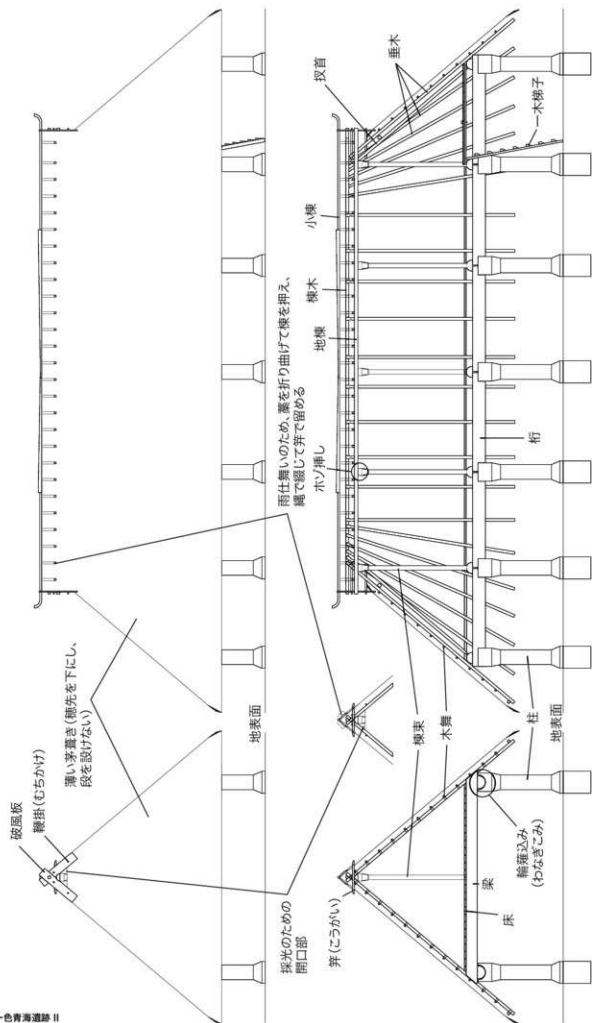 破風板
鞭掛(むちかけ)
薄い茅葺き(穂先を下にし、
段を設けない)
地表面
採光のための
開口部
雨仕舞いのため、藁を折り曲げて棟を押え、
縄で綴じて笄で留める
笄(こうがい)
棟束
木舞
床
梁
輪薙込み
(わなぎこみ)
柱
地表面
ホゾ挿し
地棟
棟木
小棟
扠首
垂木
一木梯子
桁
一色青海遺跡 II